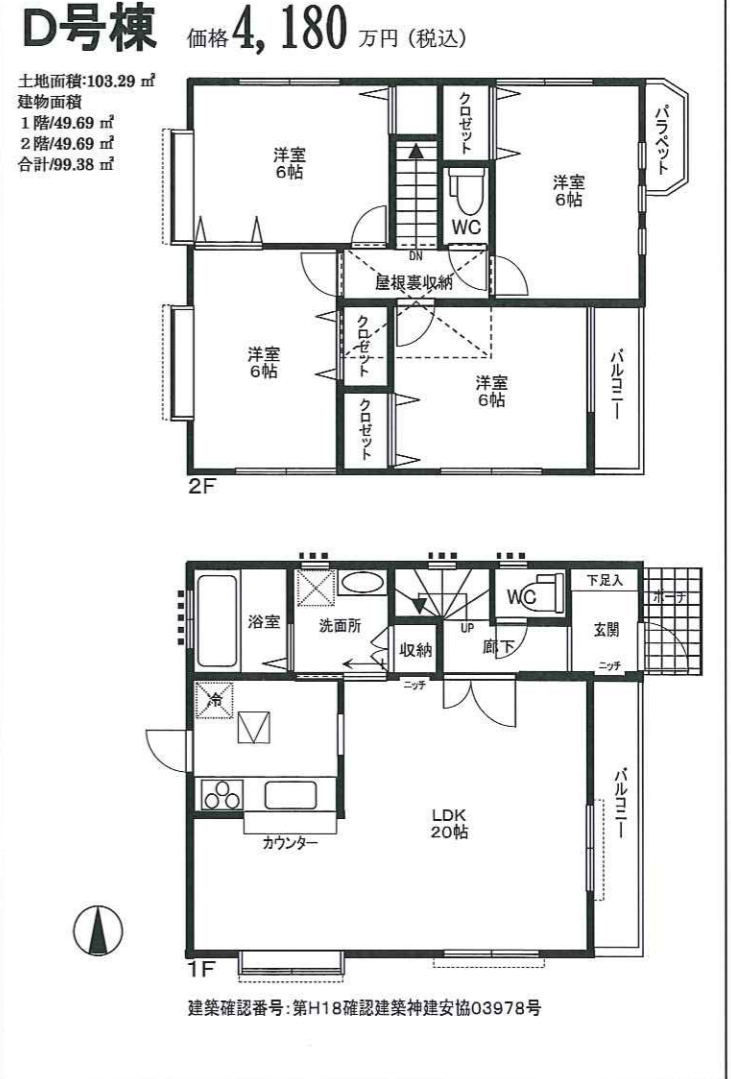 D号棟 価格4,180万円(税込)
土地面積:103.29㎡
建物面積
1階/49.69㎡
2階/49.69㎡
合計/99.38㎡
洋室
6帖
クロゼット
パラペット
洋室
6帖
WC
DN
屋根裏収納
洋室
6帖
クロゼット
洋室
6帖
バルコニー
クロゼット
2F
浴室
洗面所
収納
UP
WC
廊下
下足入
玄関
ポーチ
ニッチ
ニッチ
冷
LDK
20帖
バルコニー
カウンター
1F
建築確認番号:第H18確認建築神建安協03978号